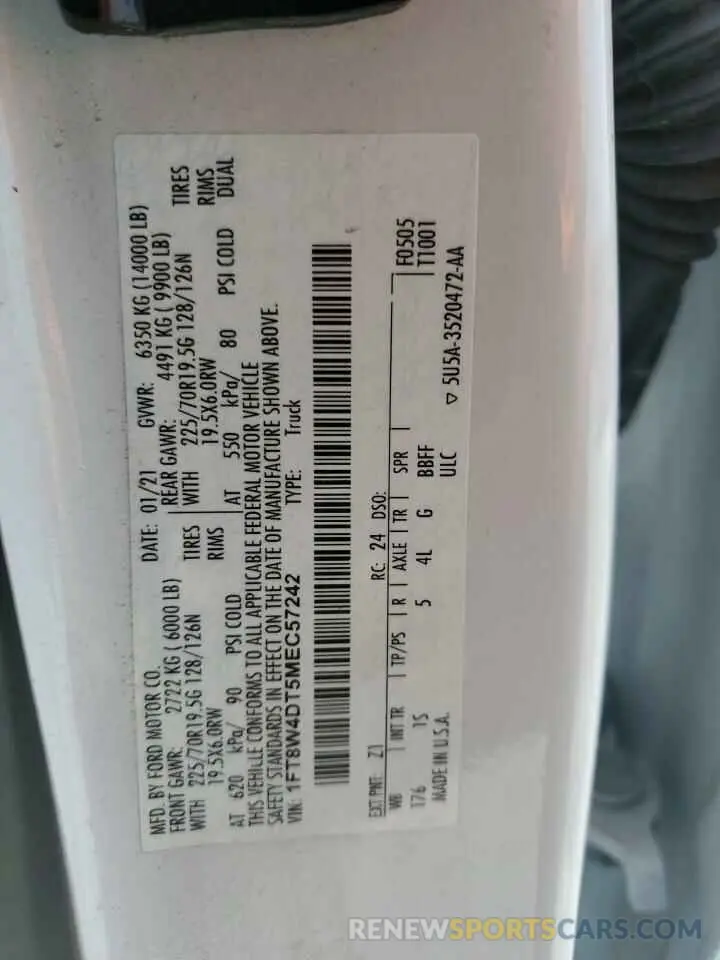 MFD. BY FORD MOTOR CO.
DATE: 01/21 GVWR: 6350 KG (14000 LB)
FRONT GAWR: 2722 KG ( 6000 LB)
REAR GAWR: 4491 KG ( 9900 LB)
WITH 225/70R19.5G 128/126N TIRES
WITH 225/70R19.5G 128/126N TIRES
19.5X6.0RW RIMS
19.5X6.0RW RIMS
AT 620 kPa/ 90 PSI COLD
AT 550 kPa/ 80 PSI COLD DUAL
THIS VEHICLE CONFORMS TO ALL APPLICABLE FEDERAL MOTOR VEHICLE
SAFETY STANDARDS IN EFFECT ON THE DATE OF MANUFACTURE SHOWN ABOVE.
VIN: 1FT8W4DT5MEC57242 TYPE: Truck
EXT PNT: Z1 RC: 24 DSO:
WB INT TR TP/PS R AXLE TR SPR
176 IS 5 4L G BBFF
F0505
T1001
MADE IN U.S.A. ULC
▽ 5U5A-3520472-AA
RENEWSPORTSCARS.COM